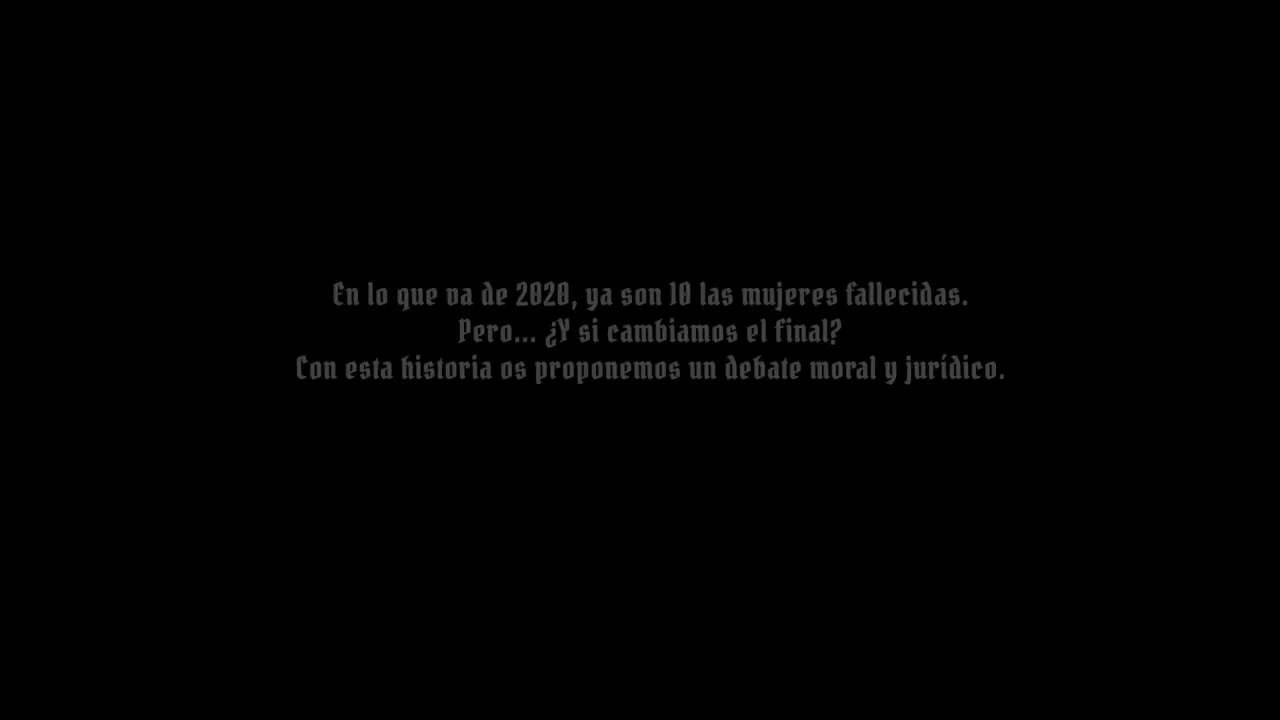 En lo que va de 2020, ya son 10 las mujeres fallecidas.
Pero... ¿Y si cambiamos el final?
Con esta historia os proponemos un debate moral y jurídico.